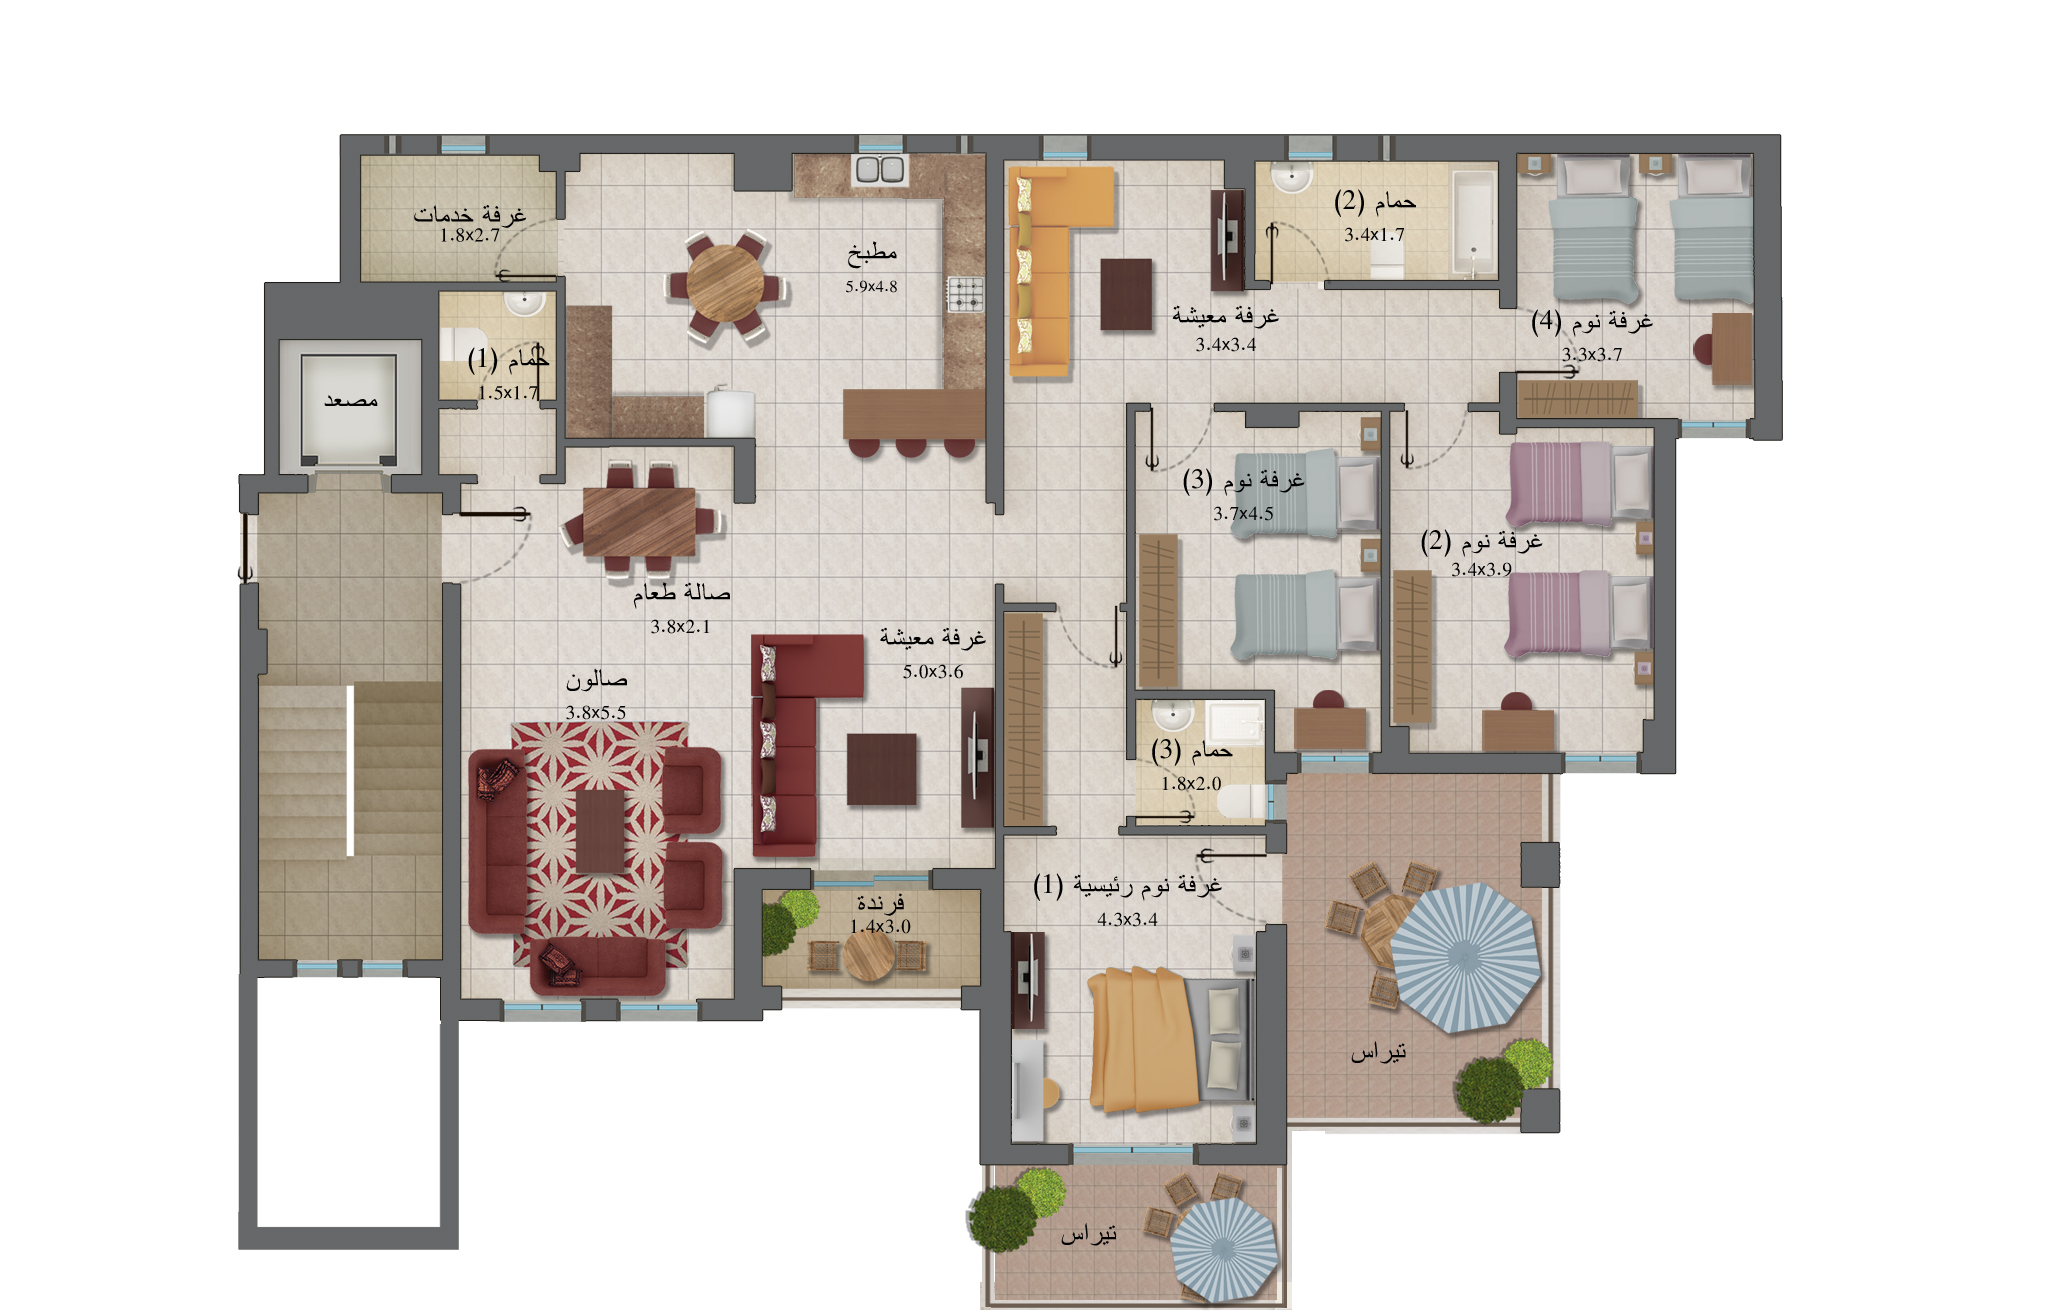 غرفة خدمات
1.8x2.7
مطبخ
5.9x4.8
حمام (2)
3.4x1.7
غرفة نوم (4)
3.3x3.7
غرفة معيشة
3.4x3.4
حمام (1)
1.5x1.7
مصعد
غرفة نوم (3)
3.7x4.5
غرفة نوم (2)
3.4x3.9
صالة طعام
3.8x2.1
غرفة معيشة
5.0x3.6
صالون
3.8x5.5
حمام (3)
1.8x2.0
غرفة نوم رئيسية (1)
4.3x3.4
فرندة
1.4x3.0
تيراس
تيراس